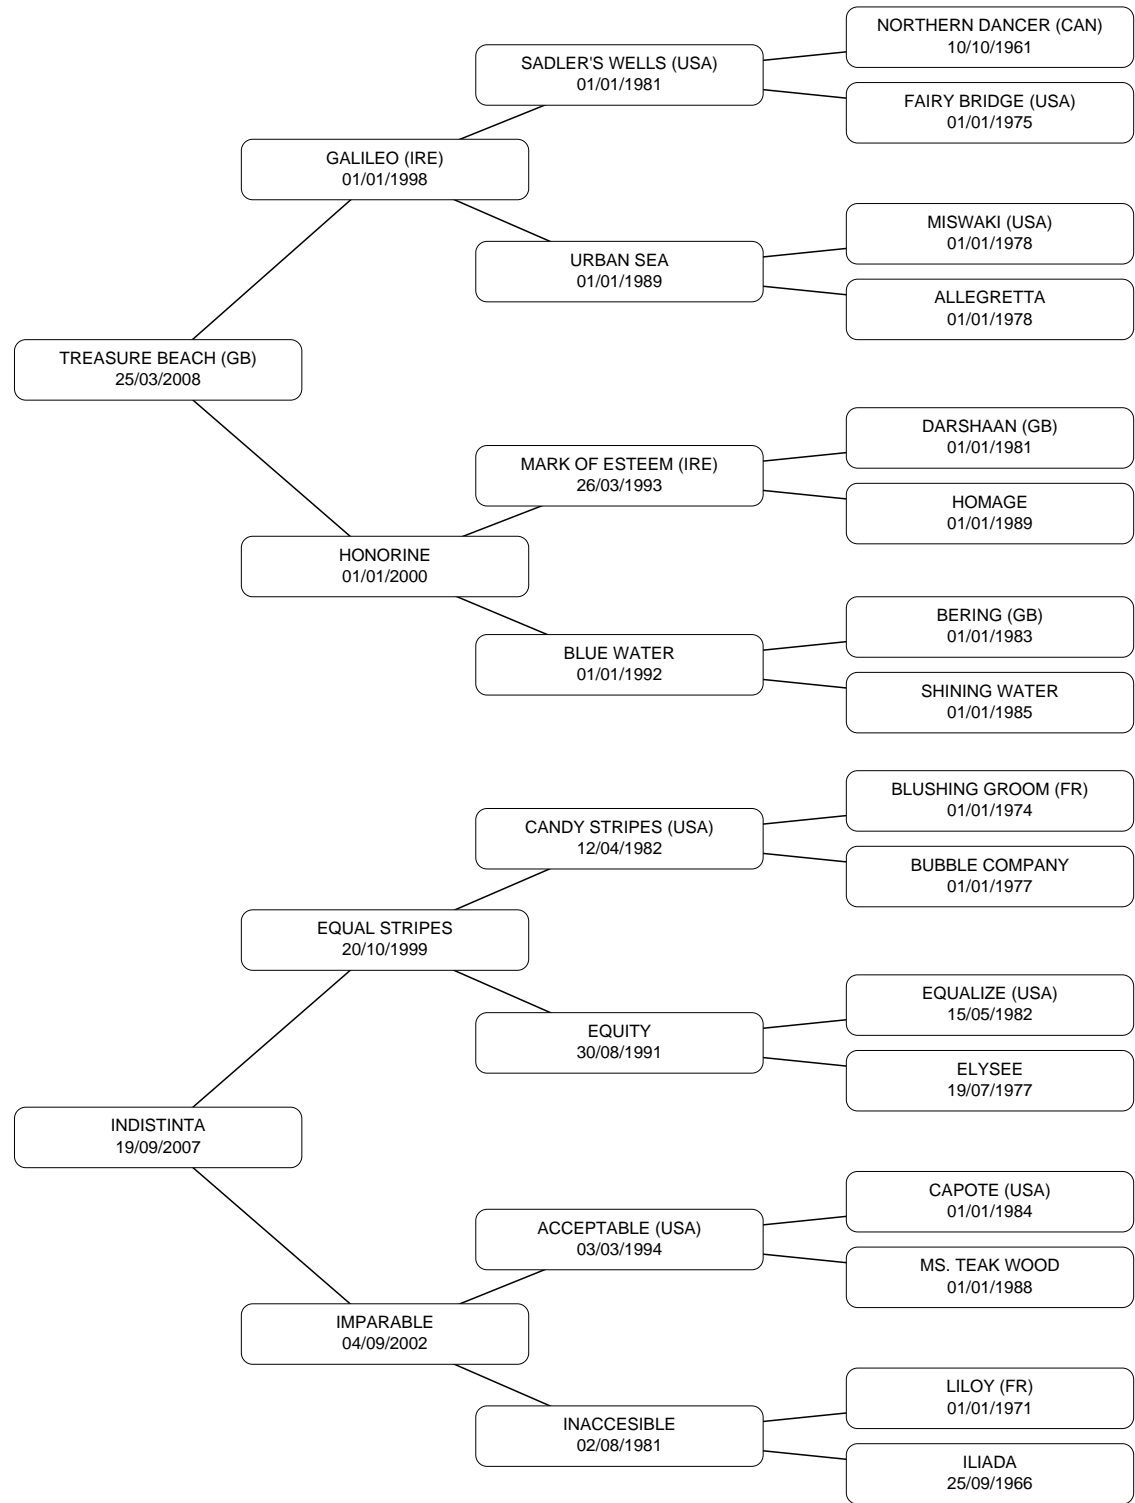 NORTHERN DANCER (CAN)
10/10/1961
SADLER'S WELLS (USA)
01/01/1981
FAIRY BRIDGE (USA)
01/01/1975
GALILEO (IRE)
01/01/1998
MISWAKI (USA)
01/01/1978
URBAN SEA
01/01/1989
ALLEGRETTA
01/01/1978
TREASURE BEACH (GB)
25/03/2008
DARSHAAN (GB)
01/01/1981
MARK OF ESTEEM (IRE)
26/03/1993
HOMAGE
01/01/1989
HONORINE
01/01/2000
BERING (GB)
01/01/1983
BLUE WATER
01/01/1992
SHINING WATER
01/01/1985
BLUSHING GROOM (FR)
01/01/1974
CANDY STRIPES (USA)
12/04/1982
BUBBLE COMPANY
01/01/1977
EQUAL STRIPES
20/10/1999
EQUALIZE (USA)
15/05/1982
EQUITY
30/08/1991
ELYSEE
19/07/1977
INDISTINTA
19/09/2007
CAPOTE (USA)
01/01/1984
ACCEPTABLE (USA)
03/03/1994
MS. TEAK WOOD
01/01/1988
IMPARABLE
04/09/2002
LILOY (FR)
01/01/1971
INACCESIBLE
02/08/1981
ILIADA
25/09/1966